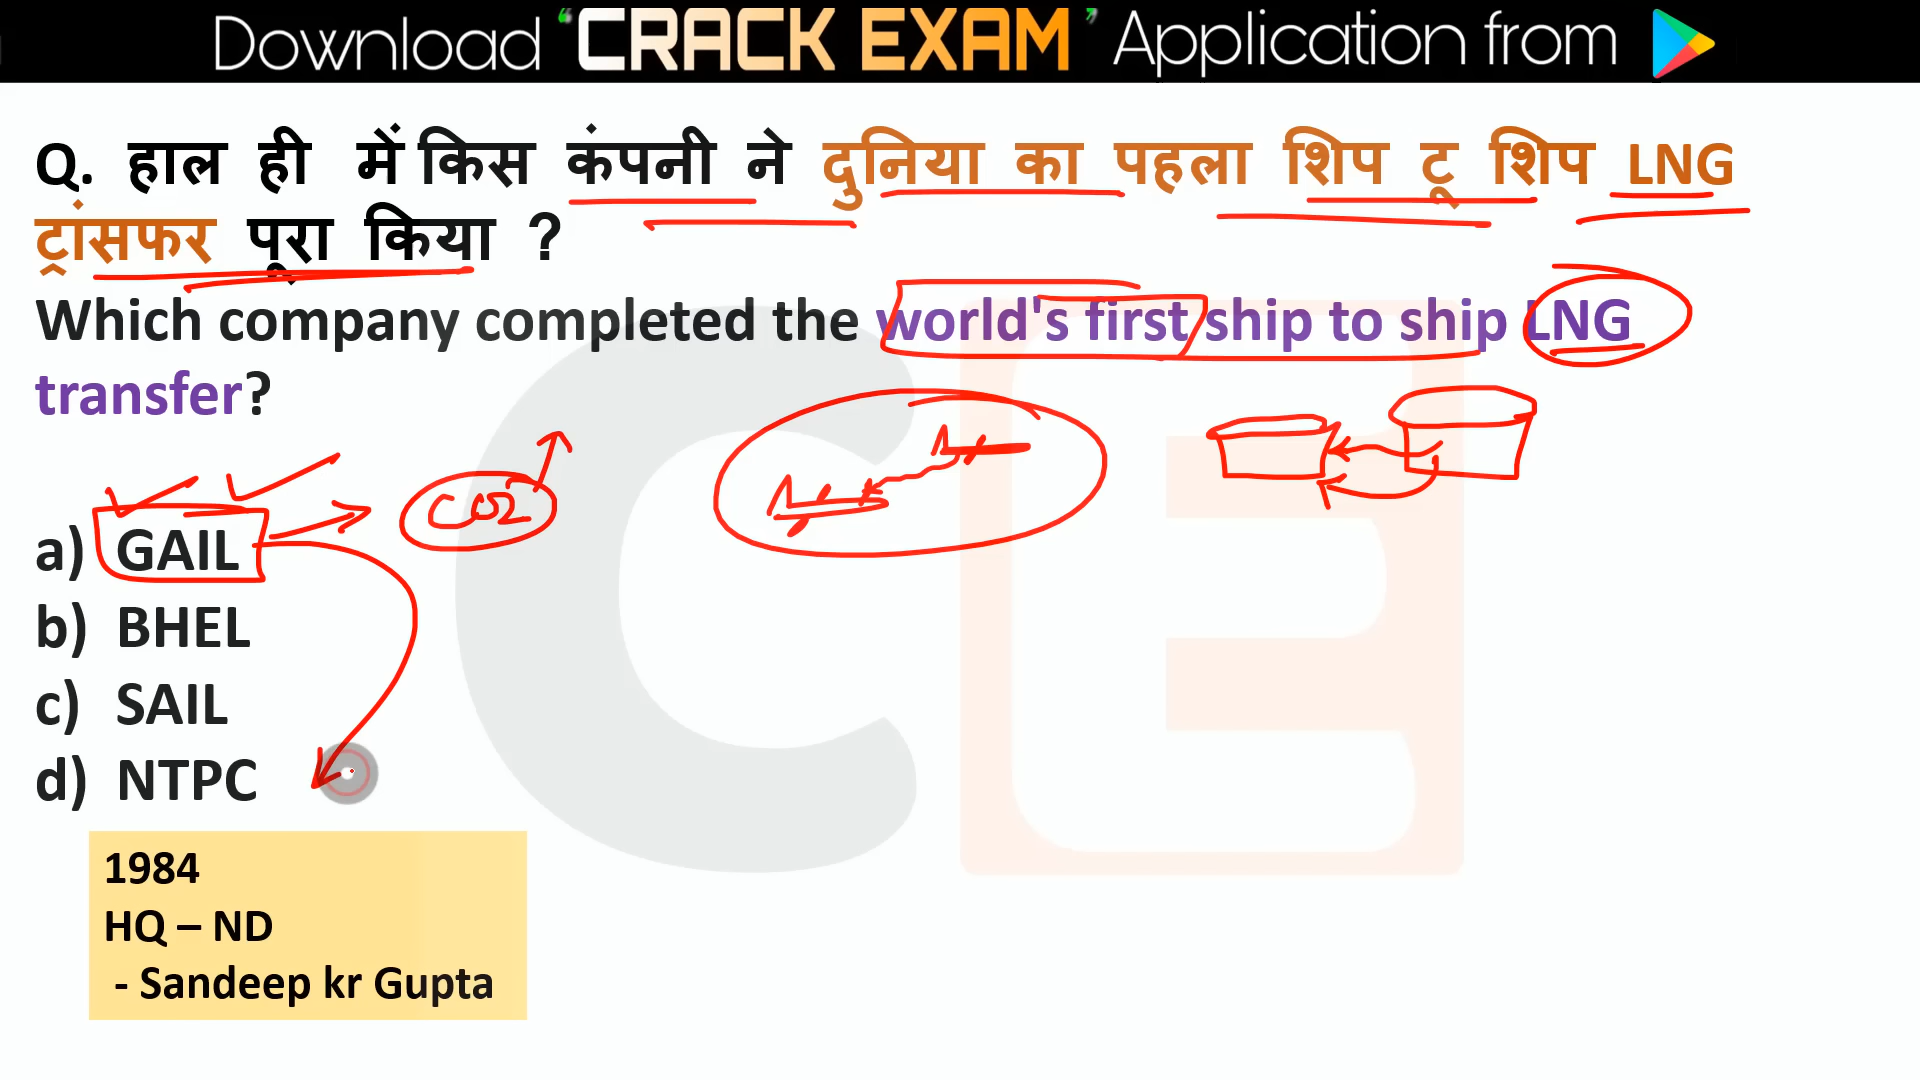 Download ‘CRACK EXAM’ Application from
Q. हाल ही में किस कंपनी ने दुनिया का पहला शिप टू शिप LNG
ट्रांसफर पूरा किया ?
Which company completed the world's first ship to ship LNG
transfer?
CO2
a) GAIL
b) BHEL
c) SAIL
d) NTPC
1984
HQ – ND
- Sandeep kr Gupta
CE